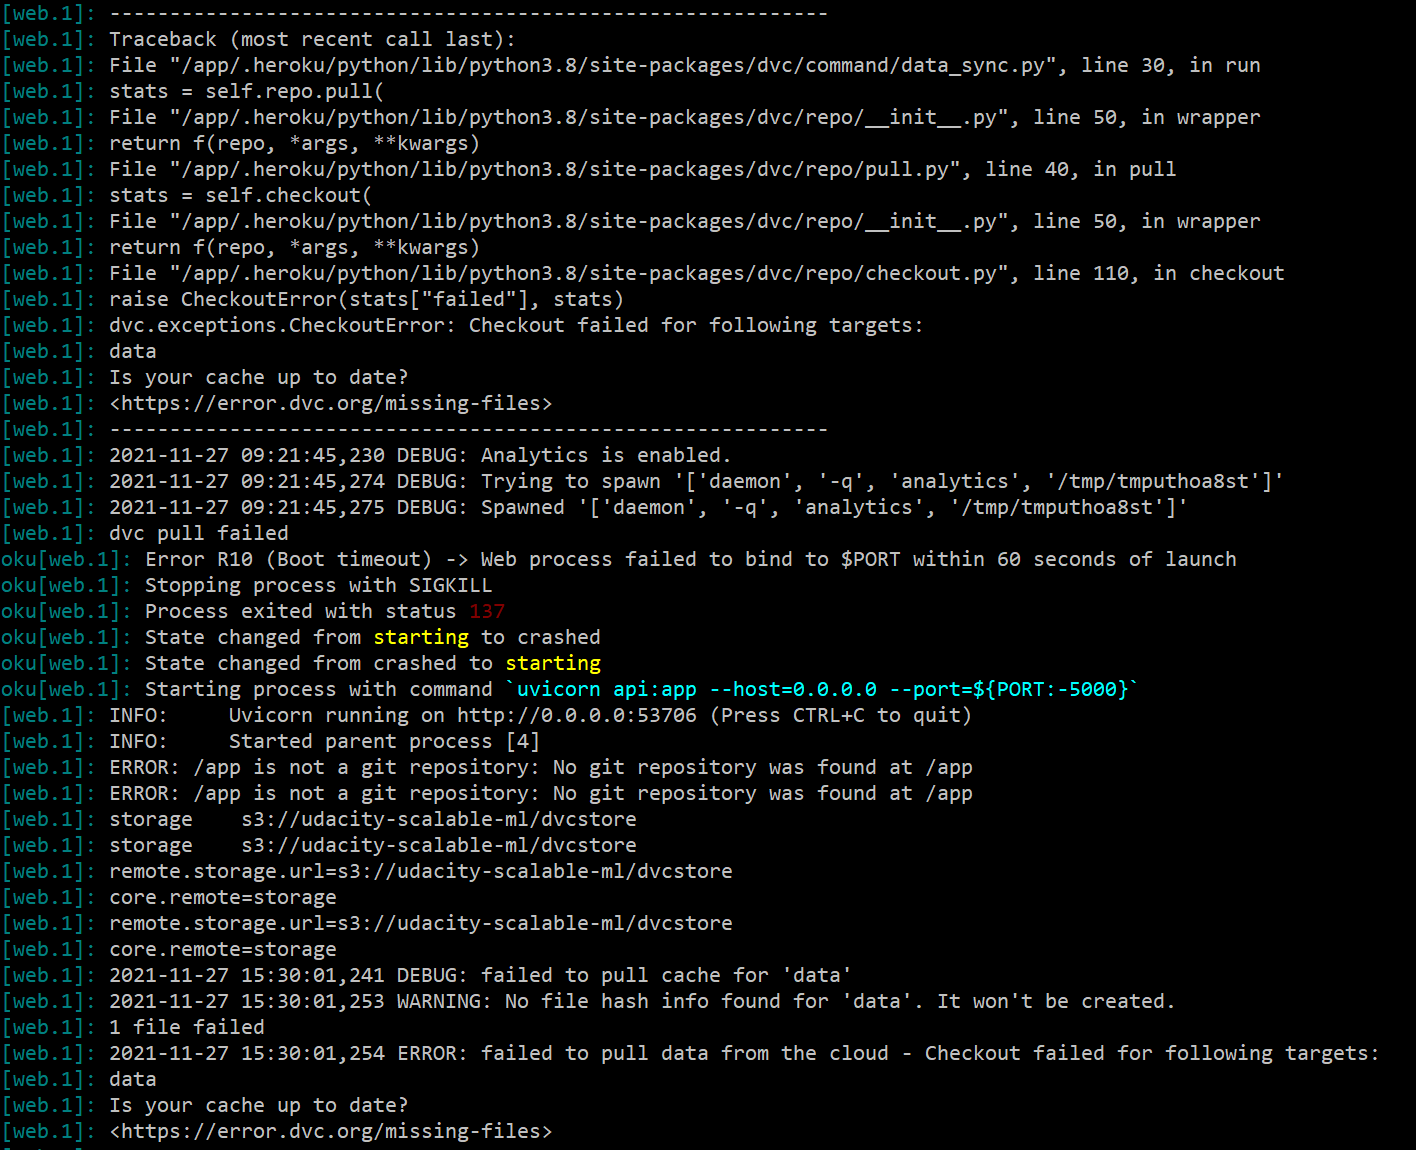 [web.1]: ------------------------------------------------------------
[web.1]: Traceback (most recent call last):
[web.1]: File "/app/.heroku/python/lib/python3.8/site-packages/dvc/command/data_sync.py", line 30, in run
[web.1]: stats = self.repo.pull(
[web.1]: File "/app/.heroku/python/lib/python3.8/site-packages/dvc/repo/__init__.py", line 50, in wrapper
[web.1]: return f(repo, *args, **kwargs)
[web.1]: File "/app/.heroku/python/lib/python3.8/site-packages/dvc/repo/pull.py", line 40, in pull
[web.1]: stats = self.checkout(
[web.1]: File "/app/.heroku/python/lib/python3.8/site-packages/dvc/repo/__init__.py", line 50, in wrapper
[web.1]: return f(repo, *args, **kwargs)
[web.1]: File "/app/.heroku/python/lib/python3.8/site-packages/dvc/repo/checkout.py", line 110, in checkout
[web.1]: raise CheckoutError(stats["failed"], stats)
[web.1]: dvc.exceptions.CheckoutError: Checkout failed for following targets:
[web.1]: data
[web.1]: Is your cache up to date?
[web.1]: <https://error.dvc.org/missing-files>
[web.1]: ------------------------------------------------------------
[web.1]: 2021-11-27 09:21:45,230 DEBUG: Analytics is enabled.
[web.1]: 2021-11-27 09:21:45,274 DEBUG: Trying to spawn '['daemon', '-q', 'analytics', '/tmp/tmputhoa8st']'
[web.1]: 2021-11-27 09:21:45,275 DEBUG: Spawned '['daemon', '-q', 'analytics', '/tmp/tmputhoa8st']'
[web.1]: dvc pull failed
oku[web.1]: Error R10 (Boot timeout) -> Web process failed to bind to $PORT within 60 seconds of launch
oku[web.1]: Stopping process with SIGKILL
oku[web.1]: Process exited with status 137
oku[web.1]: State changed from starting to crashed
oku[web.1]: State changed from crashed to starting
oku[web.1]: Starting process with command `uvicorn api:app --host=0.0.0.0 --port=${PORT:-5000}`
[web.1]: INFO:     Uvicorn running on http://0.0.0.0:53706 (Press CTRL+C to quit)
[web.1]: INFO:     Started parent process [4]
[web.1]: ERROR: /app is not a git repository: No git repository was found at /app
[web.1]: ERROR: /app is not a git repository: No git repository was found at /app
[web.1]: storage    s3://udacity-scalable-ml/dvcstore
[web.1]: storage    s3://udacity-scalable-ml/dvcstore
[web.1]: remote.storage.url=s3://udacity-scalable-ml/dvcstore
[web.1]: core.remote=storage
[web.1]: remote.storage.url=s3://udacity-scalable-ml/dvcstore
[web.1]: core.remote=storage
[web.1]: 2021-11-27 15:30:01,241 DEBUG: failed to pull cache for 'data'
[web.1]: 2021-11-27 15:30:01,253 WARNING: No file hash info found for 'data'. It won't be created.
[web.1]: 1 file failed
[web.1]: 2021-11-27 15:30:01,254 ERROR: failed to pull data from the cloud - Checkout failed for following targets:
[web.1]: data
[web.1]: Is your cache up to date?
[web.1]: <https://error.dvc.org/missing-files>